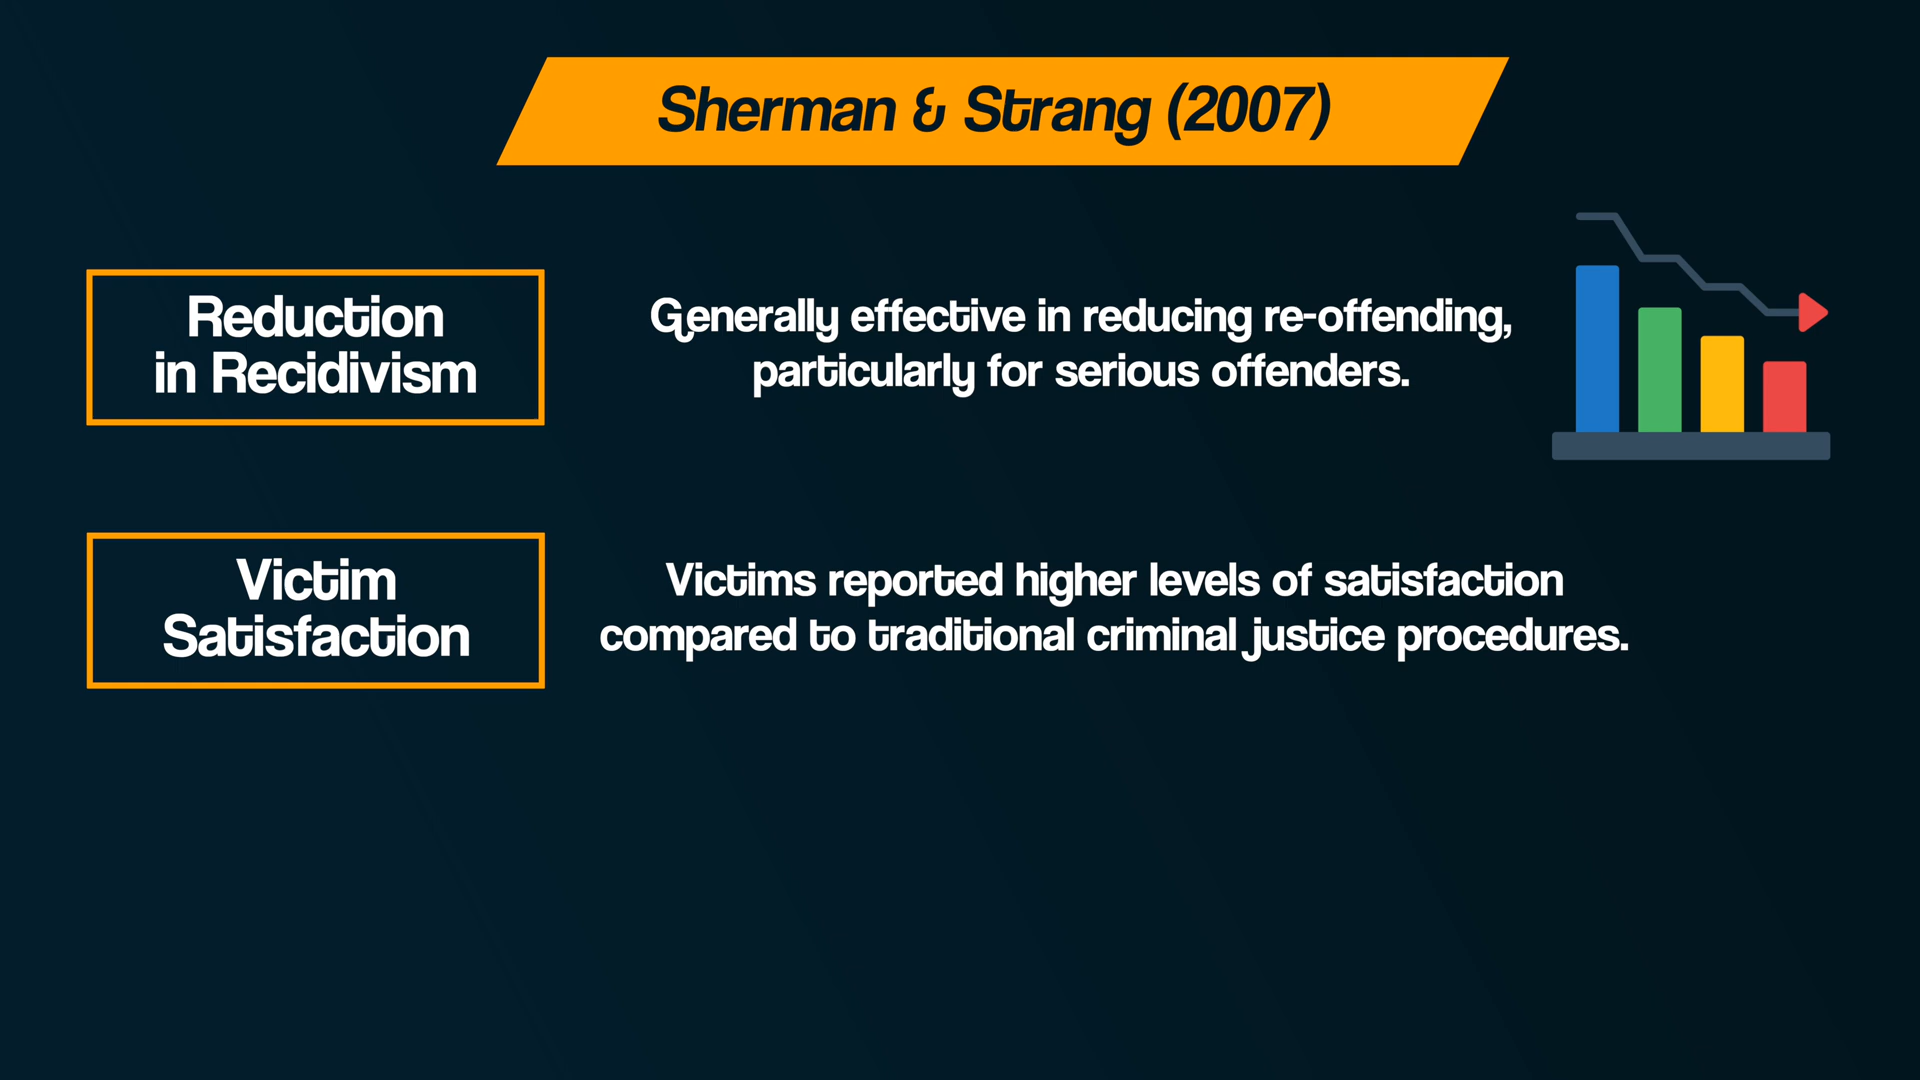 Sherman & Strang (2007)
Reduction
in Recidivism
Generally effective in reducing re-offending,
particularly for serious offenders.
Victim
Satisfaction
Victims reported higher levels of satisfaction
compared to traditional criminal justice procedures.